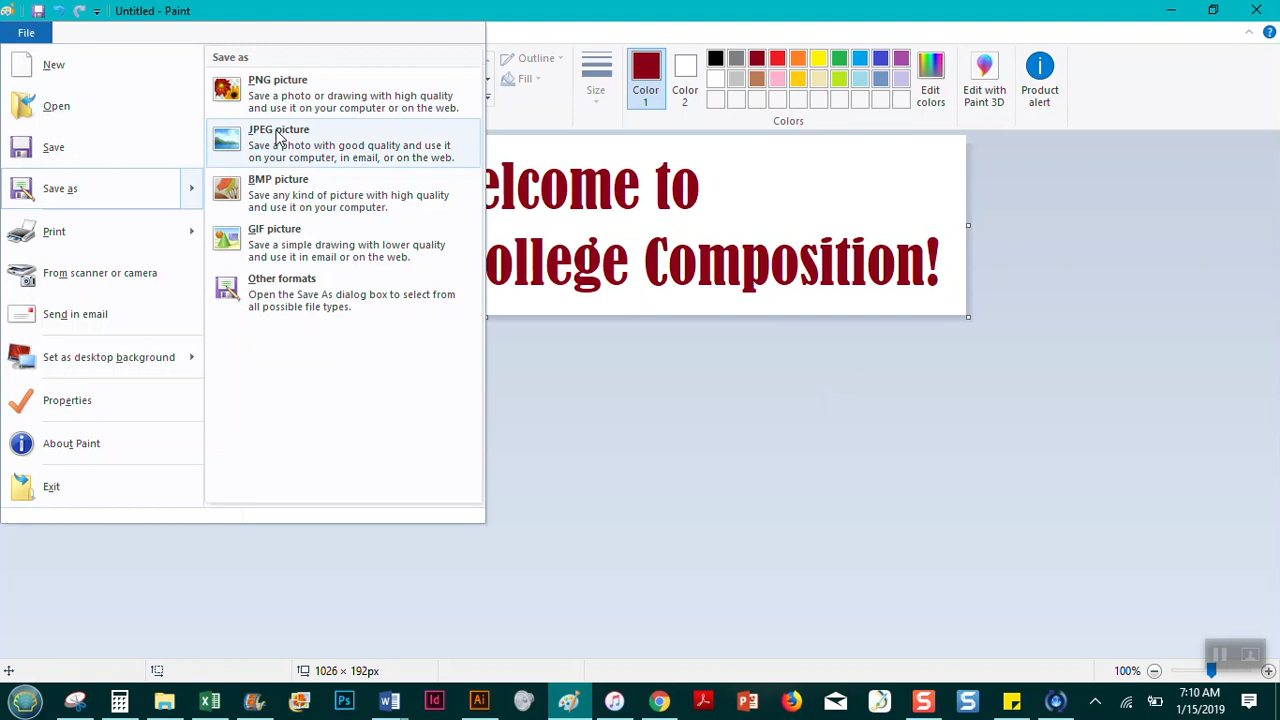 Untitled - Paint
File
New
Open
Save
Save as
Print
From scanner or camera
Send in email
Set as desktop background
Properties
About Paint
Exit
Save as
PNG picture
Save a photo or drawing with high quality
and use it on your computer or on the web.
JPEG picture
Save a photo with good quality and use it
on your computer, in email, or on the web.
BMP picture
Save any kind of picture with high quality
and use it on your computer.
GIF picture
Save a simple drawing with lower quality
and use it in email or on the web.
Other formats
Open the Save As dialog box to select from
all possible file types.
Outline
Fill
Size
Color
1
Color
2
Edit
colors
Edit with
Paint 3D
Product
alert
Colors
elcome to
ollege Composition!
1026 × 192px
100%
7:10 AM
1/15/2019